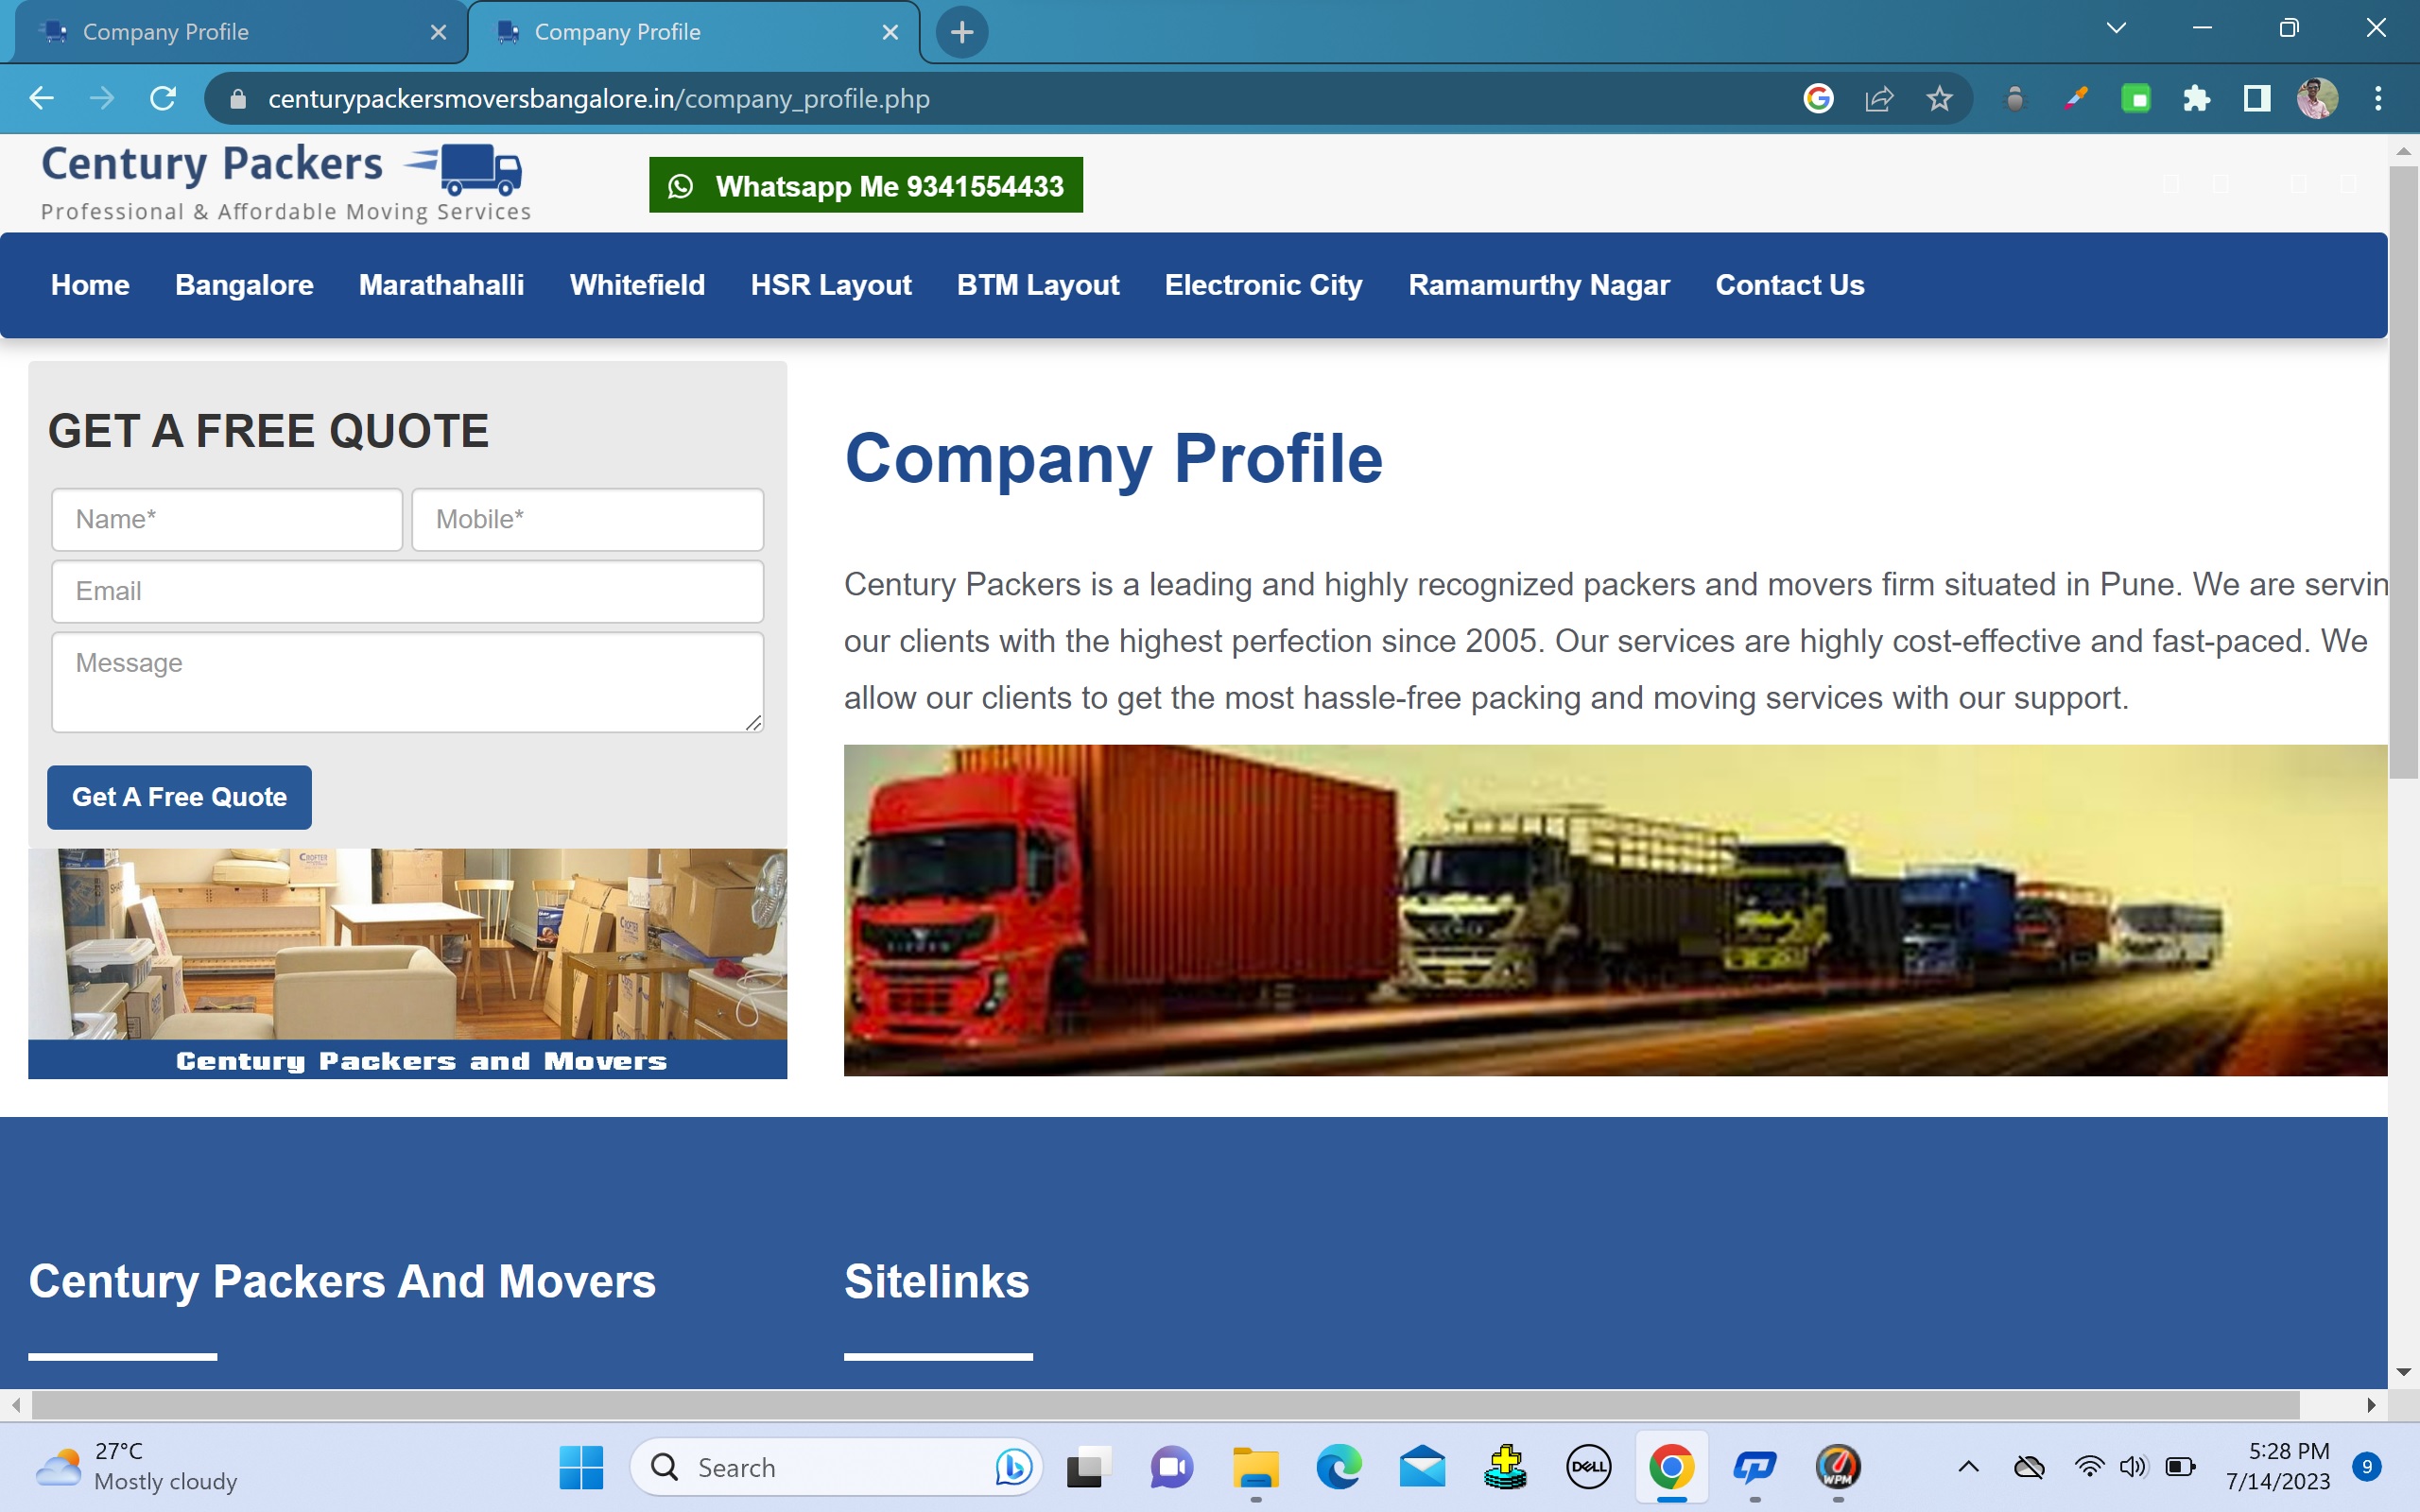 Company Profile
Company Profile
centurypackersmoversbangalore.in/company_profile.php
Century Packers
Professional & Affordable Moving Services
Whatsapp Me 9341554433
Home Bangalore Marathahalli Whitefield HSR Layout BTM Layout Electronic City Ramamurthy Nagar Contact Us
GET A FREE QUOTE
Name* Mobile*
Email
Message
Get A Free Quote
Century Packers and Movers
Company Profile
Century Packers is a leading and highly recognized packers and movers firm situated in Pune. We are servin
our clients with the highest perfection since 2005. Our services are highly cost-effective and fast-paced. We
allow our clients to get the most hassle-free packing and moving services with our support.
Century Packers And Movers
Sitelinks
27°C
Mostly cloudy
Search
DELL
WPM
5:28 PM
7/14/2023
9